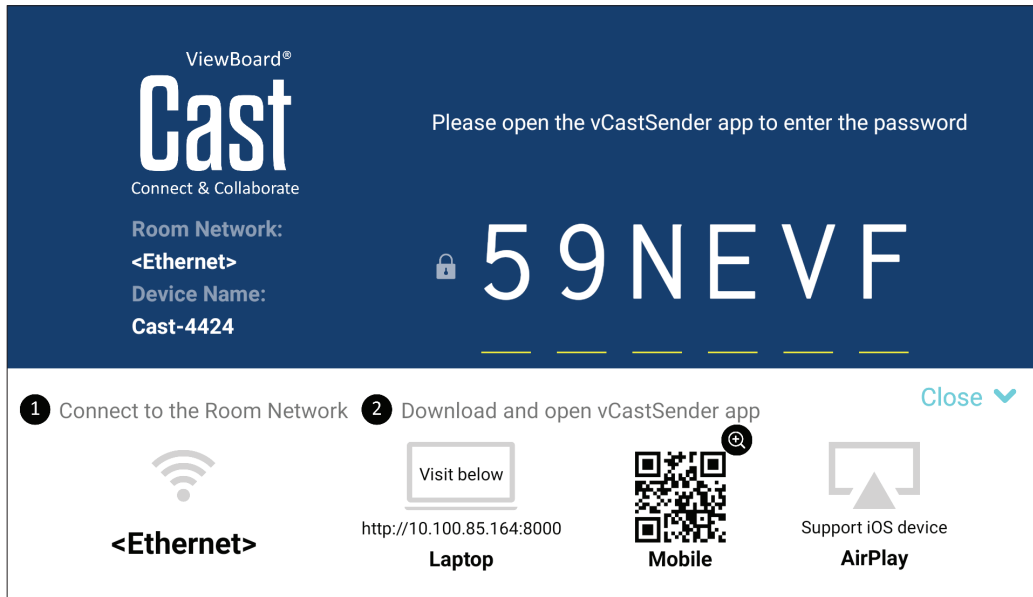 ViewBoard®
Cast
Connect & Collaborate
Please open the vCastSender app to enter the password
Room Network:
<Ethernet>
Device Name:
Cast-4424
59NEVF
Close
1 Connect to the Room Network
2 Download and open vCastSender app
<Ethernet>
Visit below
http://10.100.85.164:8000
Laptop
Mobile
Support iOS device
AirPlay